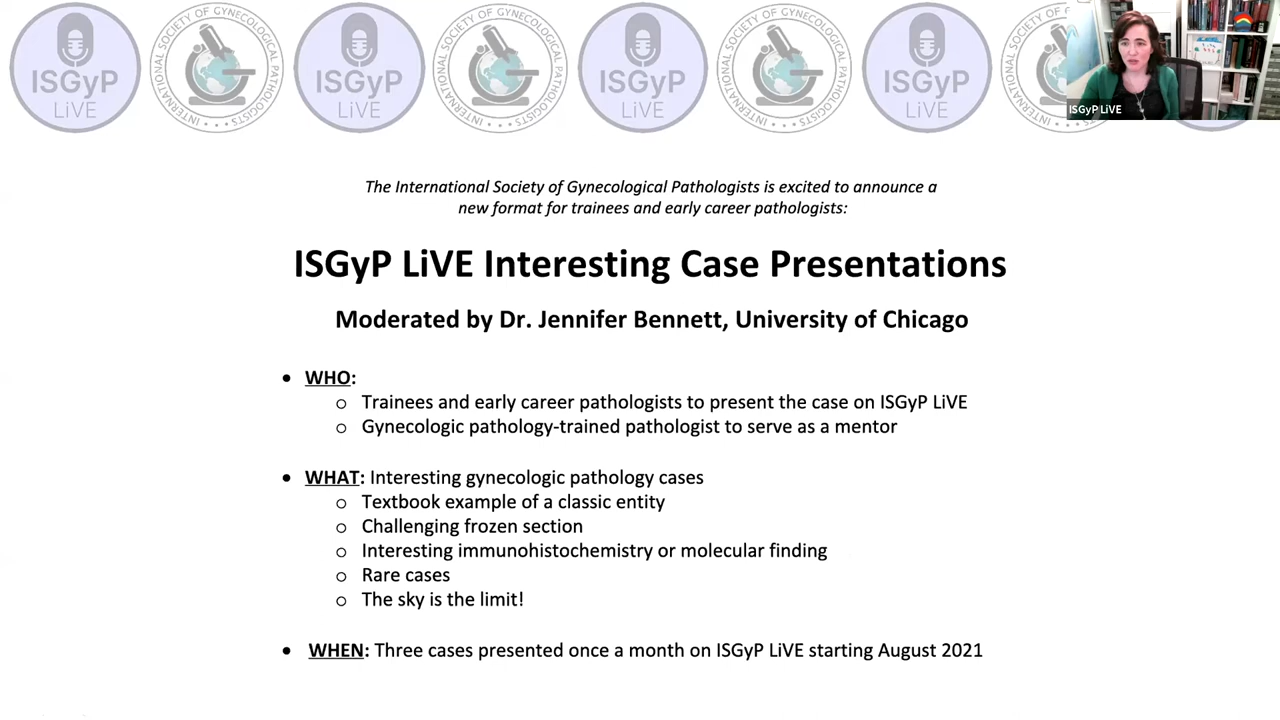 ISGyP
LiVE
INTERNATIONAL SOCIETY OF GYNECOLOGICAL PATHOLOGISTS
ISGyP
LiVE
INTERNATIONAL SOCIETY OF GYNECOLOGICAL PATHOLOGISTS
ISGyP
LiVE
INTERNATIONAL SOCIETY OF GYNECOLOGICAL PATHOLOGISTS
ISGyP
LiVE
ISGyP LiVE
The International Society of Gynecological Pathologists is excited to announce a
new format for trainees and early career pathologists:
ISGyP LiVE Interesting Case Presentations
Moderated by Dr. Jennifer Bennett, University of Chicago
• WHO:
o Trainees and early career pathologists to present the case on ISGyP LiVE
o Gynecologic pathology-trained pathologist to serve as a mentor
• WHAT: Interesting gynecologic pathology cases
o Textbook example of a classic entity
o Challenging frozen section
o Interesting immunohistochemistry or molecular finding
o Rare cases
o The sky is the limit!
• WHEN: Three cases presented once a month on ISGyP LiVE starting August 2021